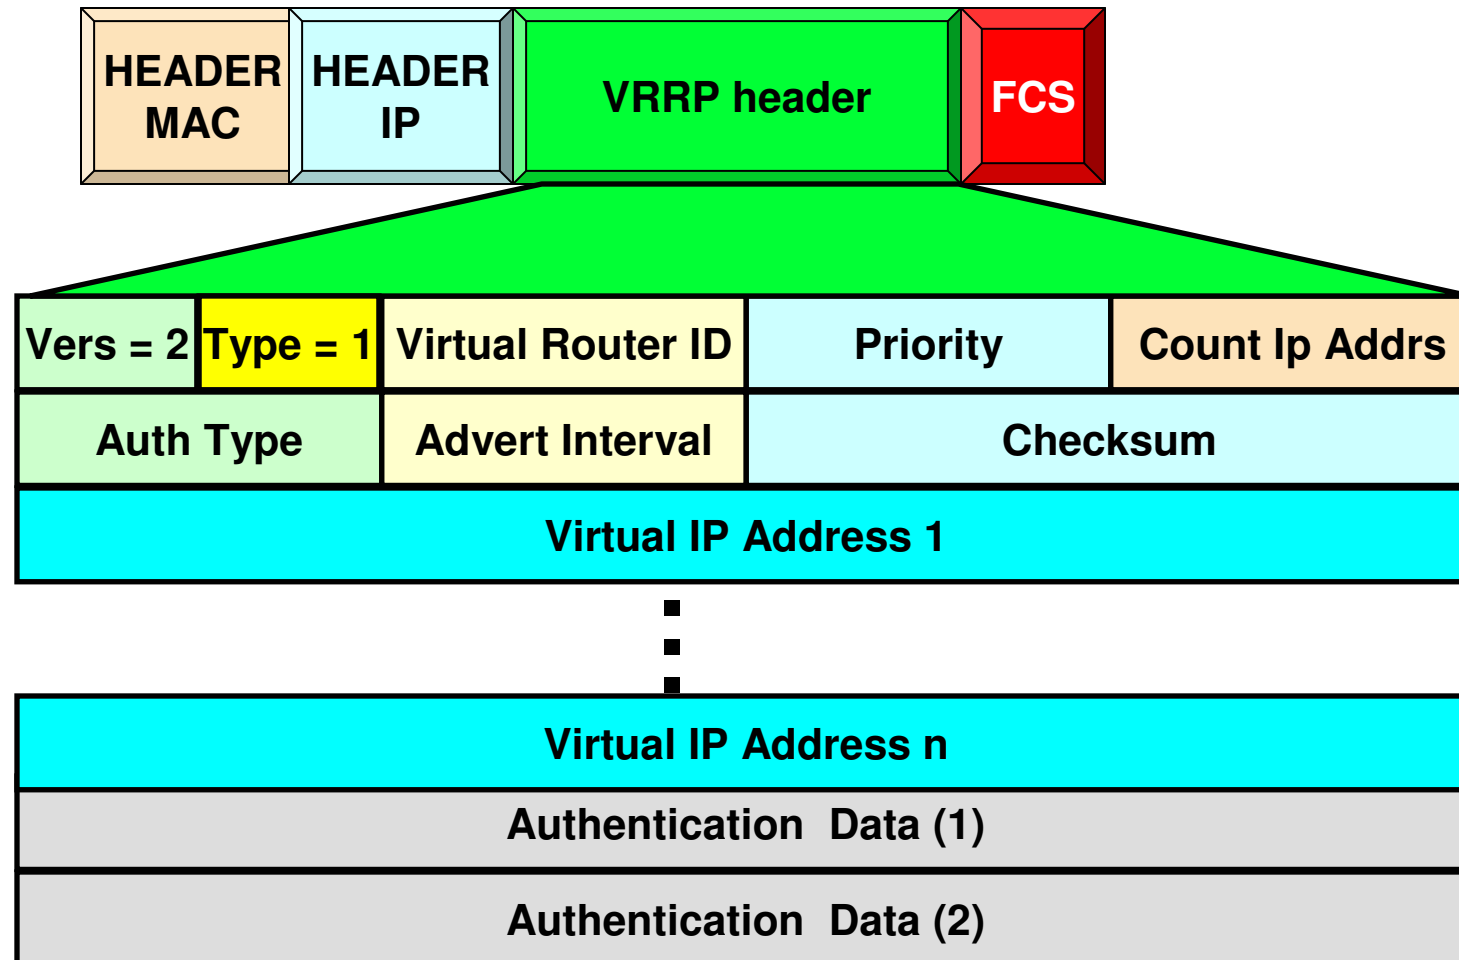 HEADER
MAC
HEADER
IP
VRRP header
FCS
Vers = 2
Type = 1
Virtual Router ID
Priority
Count Ip Addrs
Auth Type
Advert Interval
Checksum
Virtual IP Address 1
Virtual IP Address n
Authentication  Data (1)
Authentication  Data (2)